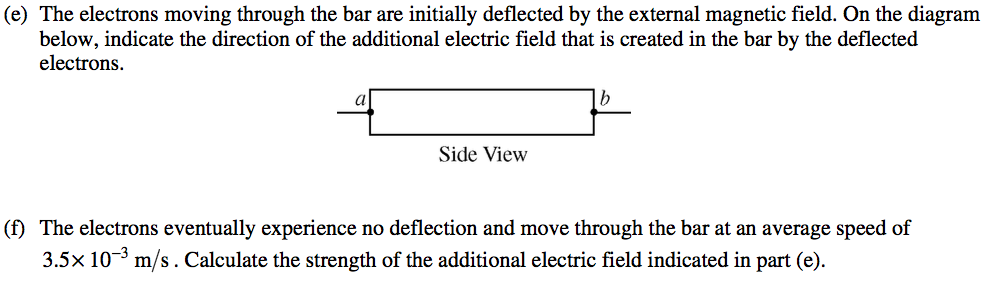 (e) The electrons moving through the bar are initially deflected by the external magnetic field. On the diagram
below, indicate the direction of the additional electric field that is created in the bar by the deflected
electrons.
a b
Side View
(f) The electrons eventually experience no deflection and move through the bar at an average speed of
3.5× 10⁻³ m/s . Calculate the strength of the additional electric field indicated in part (e).